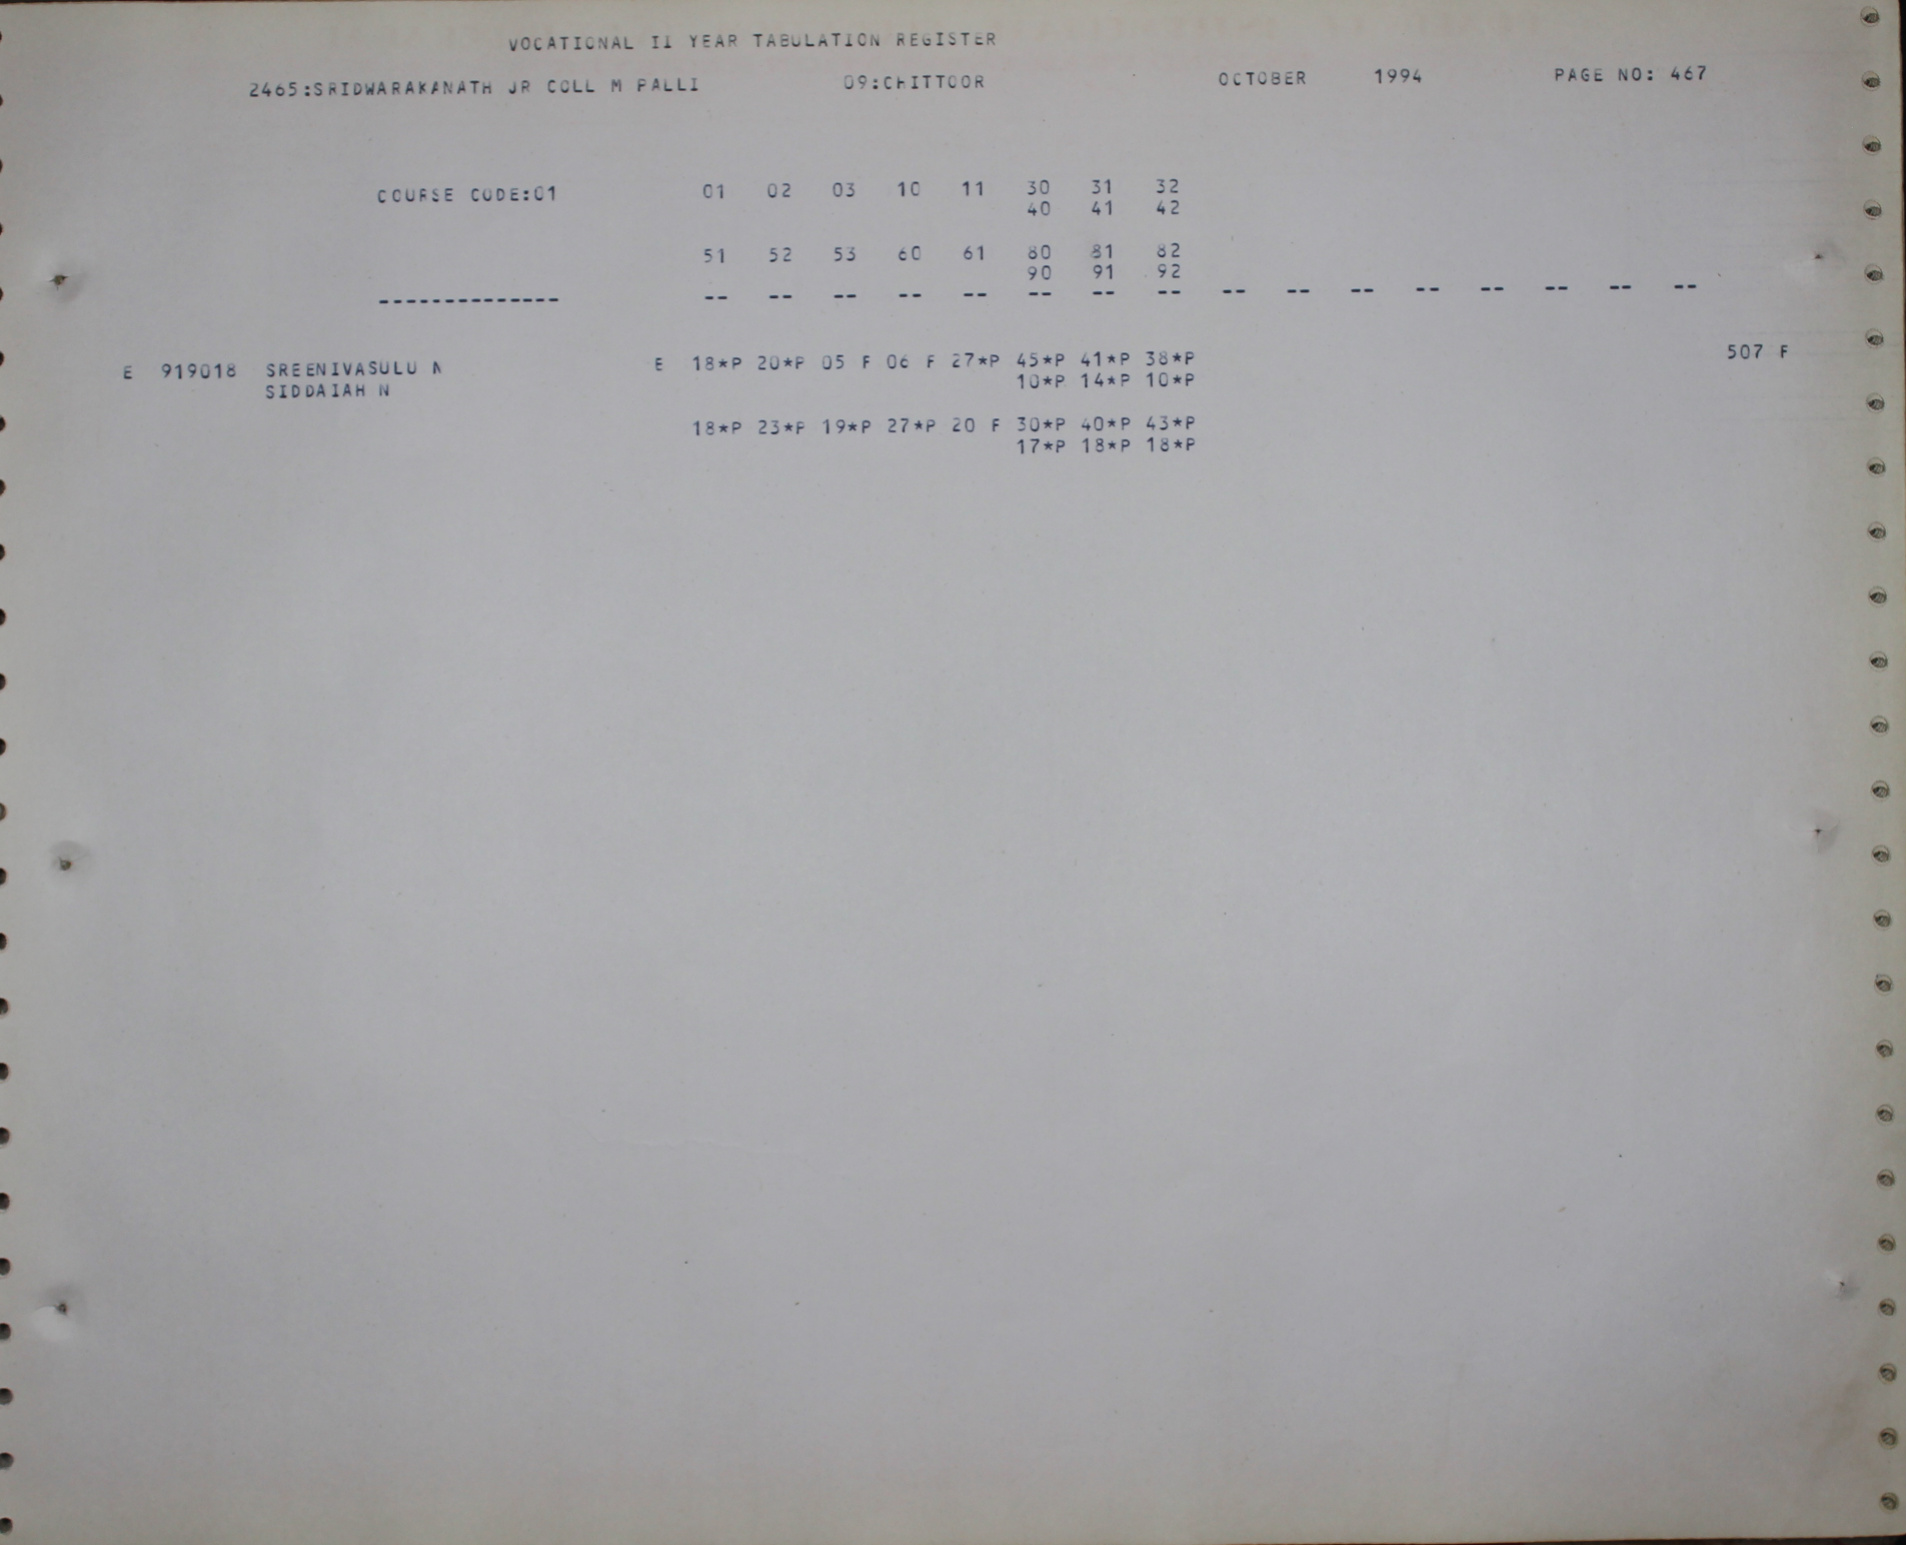 VOCATIONAL II YEAR TABULATION REGISTER
2465:SRIDWARAKANATH JR COLL M PALLI 09:CHITTOOR OCTOBER 1994 PAGE NO: 467
COURSE CODE:01 01 02 03 10 11 30 31 32
40 41 42
51 52 53 60 61 80 81 82
90 91 92
-------------- -- -- -- -- -- -- -- -- -- -- -- -- -- -- -- --
E 919018 SREENIVASULU N E 18*P 20*P 05 F 06 F 27*P 45*P 41*P 38*P 507 F
SIDDAIAH N 10*P 14*P 10*P
18*P 23*P 19*P 27*P 20 F 30*P 40*P 43*P
17*P 18*P 18*P